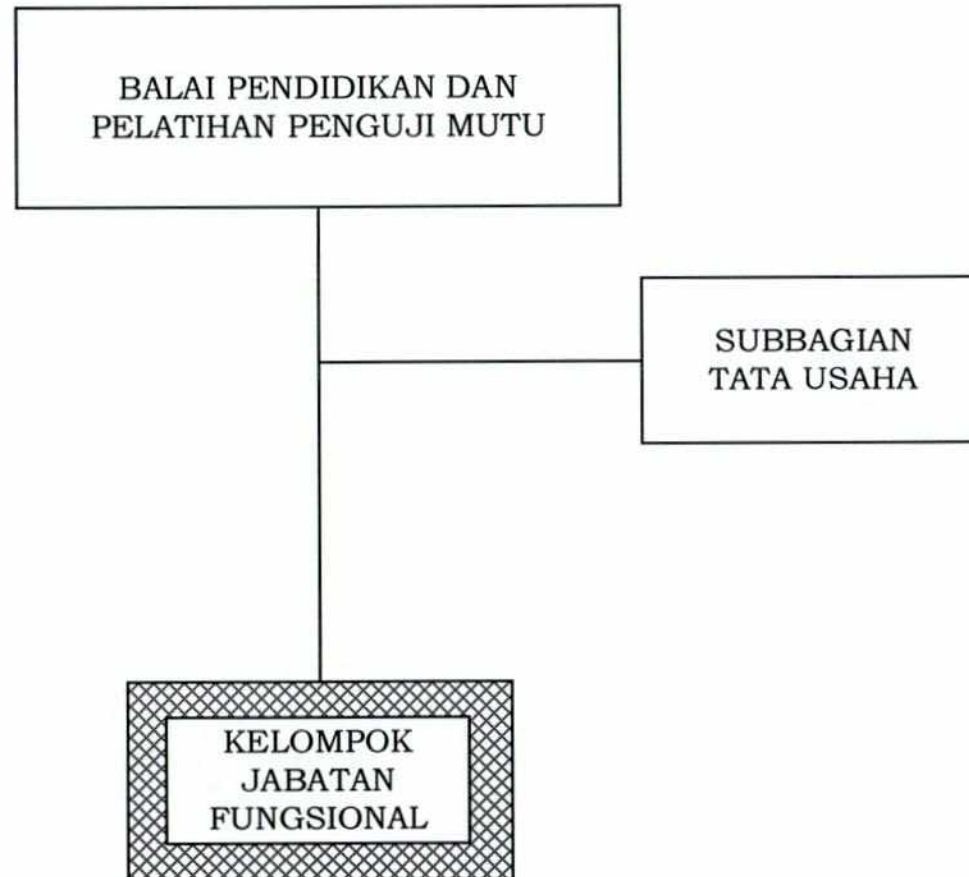 BALAI PENDIDIKAN DAN
PELATIHAN PENGUJI MUTU
SUBBAGIAN
TATA USAHA
KELOMPOK
JABATAN
FUNGSIONAL